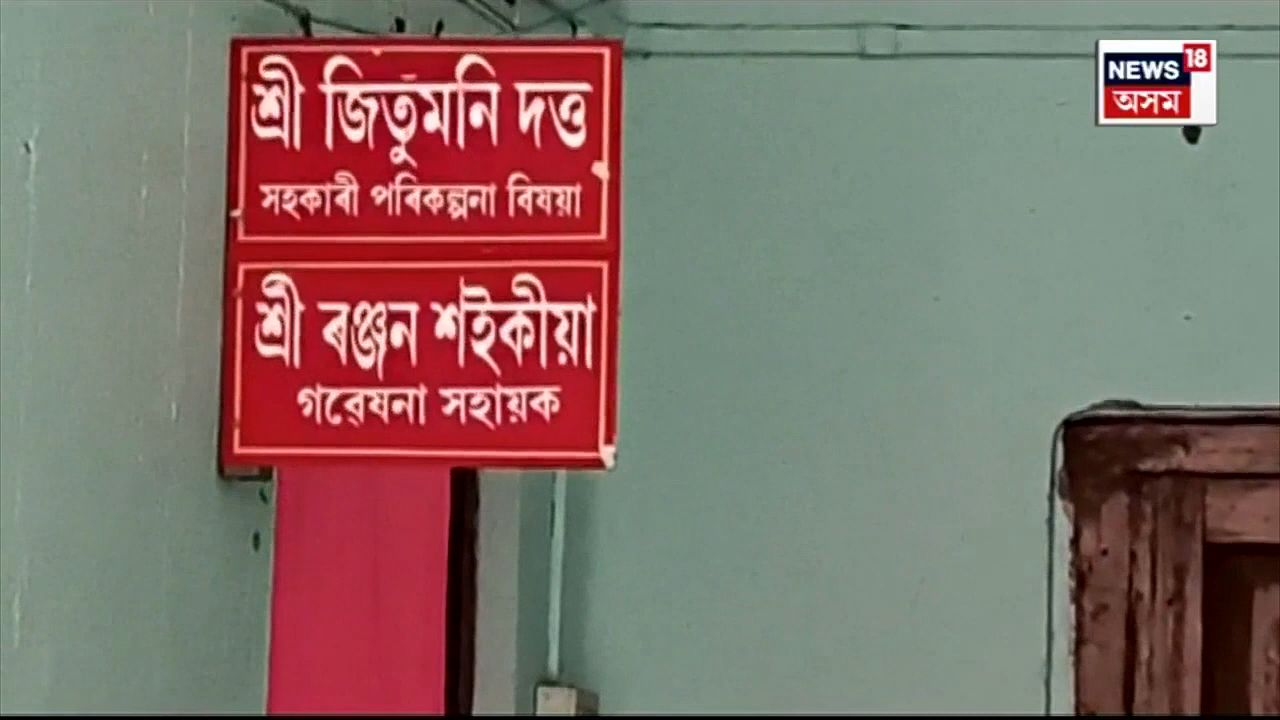 শ্ৰী জিতুমনি দত্ত
সহকাৰী পৰিকল্পনা বিষয়া
শ্ৰী ৰঞ্জন শইকীয়া
গৱেষনা সহায়ক
NEWS 18
অসম